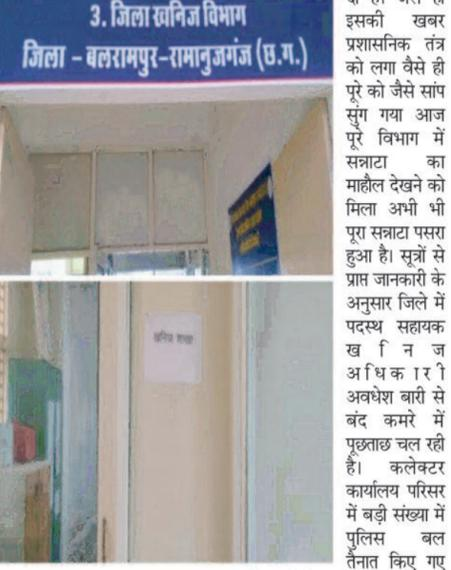 3. जिला खनिज विभाग
जिला - बलरामपुर-रामानुजगंज (छ.ग.)
खनिज शाखा
इसकी खबर
प्रशासनिक तंत्र
को लगा वैसे ही
पूरे को जैसे सांप
सुंग गया आज
पूरे विभाग में
सन्नाटा का
माहौल देखने को
मिला अभी भी
पूरा सन्नाटा पसरा
हुआ है। सूत्रों से
प्राप्त जानकारी के
अनुसार जिले में
पदस्थ सहायक
ख नि ज
अधिकारी
अवधेश बारी से
बंद कमरे में
पूछताछ चल रही
है। कलेक्टर
कार्यालय परिसर
में बड़ी संख्या में
पुलिस बल
तैनात किए गए